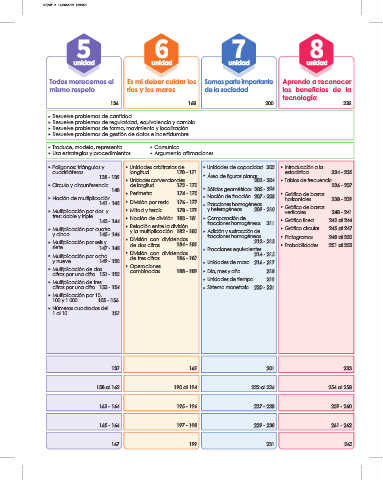 5
unidad
6
unidad
7
unidad
8
unidad
Todos merecemos el
mismo respeto
134
Es mi deber cuidar los
ríos y los mares
168
Somos parte importante
de la sociedad
200
Aprendo a reconocer
los beneficios de la
tecnología
232
• Resuelve problemas de cantidad
• Resuelve problemas de regularidad, equivalencia y cambio
• Resuelve problemas de forma, movimiento y localización
• Resuelve problemas de gestión de datos e incertidumbre
• Traduce, modela, representa
• Comunica
• Usa estrategias y procedimientos
• Argumenta afirmaciones
• Polígonos: triángulos y
cuadriláteros
138 - 139
• Círculo y circunferencia
140
• Noción de multiplicación
141 - 142
• Multiplicación por dos y
tres: doble y triple
143 - 144
• Multiplicación por cuatro
y cinco 145 - 146
• Multiplicación por seis y
siete 147 - 148
• Multiplicación por ocho
y nueve 149 - 150
• Multiplicación de dos
cifras por una cifra 151 - 152
• Multiplicación de tres
cifras por una cifra 153 - 154
• Multiplicación por 10,
100 y 1 000 155 - 156
• Números cuadrados del
1 al 10 157
• Unidades arbitrarias de
longitud 170 - 171
• Unidades convencionales
de longitud 172 - 173
• Perímetro 174 - 175
• División por resta 176 - 177
• Mitad y tercia 178 - 179
• Noción de división 180 - 181
• Relación entre la división
y la multiplicación 182 - 183
• División con dividendos
de dos cifras 184 - 185
• División con dividendos
de tres cifras 186 - 187
• Operaciones
combinadas 188 - 189
• Unidades de capacidad 202
• Área de figuras planas
203 - 204
• Sólidos geométricos 205 - 206
• Noción de fracción 207 - 208
• Fracciones homogéneas
y heterogéneas 209 - 210
• Comparación de
fracciones 211
• Adición y sustracción de
fracciones homogéneas
212 - 213
• Fracciones equivalentes
214 - 215
• Unidades de masa 216 - 217
• Día, mes y año 218
• Unidades de tiempo 219
• Sistema monetario 220 - 221
• Introducción a la
estadística 234 - 235
• Tablas de frecuencia
236 - 237
• Gráfico de barras
horizontales 238 - 239
• Gráfico de barras
verticales 240 - 241
• Gráfico lineal 242 al 244
• Gráfico circular 245 al 247
• Pictogramas 248 al 250
• Probabilidades 251 al 253
137
169
201
233
158 al 162
190 al 194
222 al 226
254 al 258
163 - 164
195 - 196
227 - 228
259 - 260
165 - 166
197 - 198
229 - 230
261 - 262
167
199
231
263